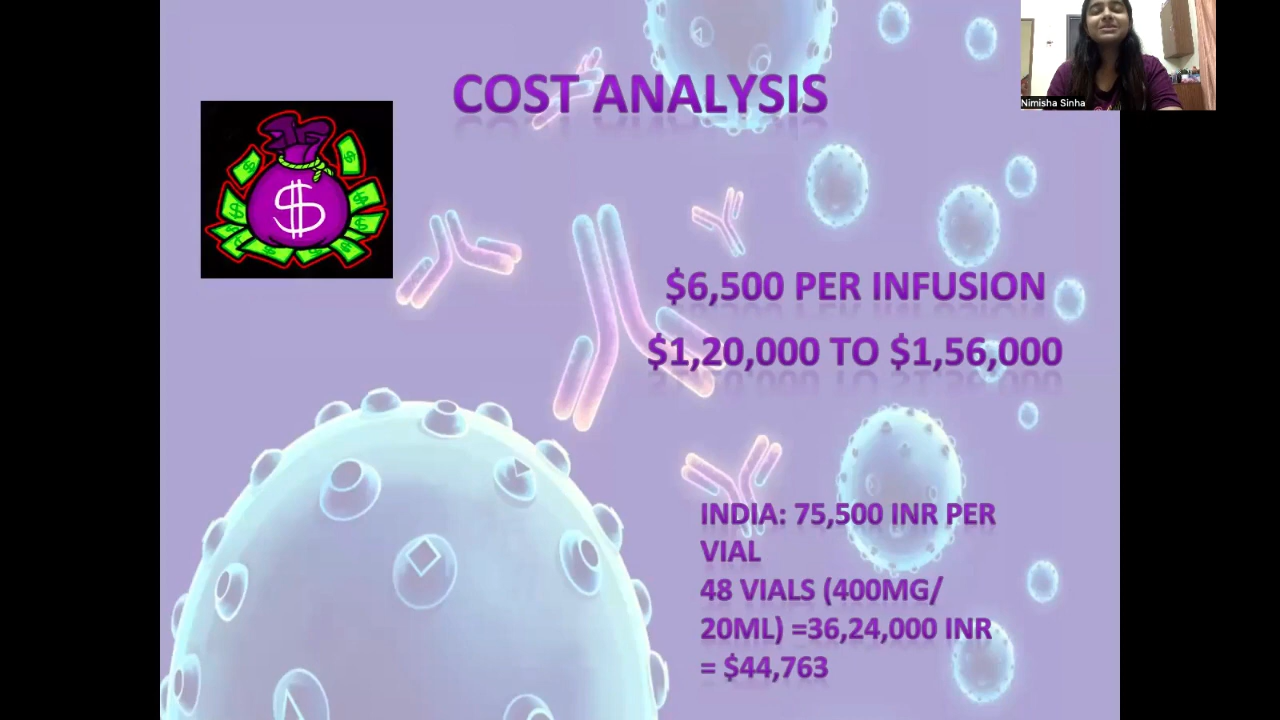 Nimisha Sinha
COST ANALYSIS
$
$6,500 PER INFUSION
$1,20,000 TO $1,56,000
INDIA: 75,500 INR PER
VIAL
48 VIALS (400MG/
20ML) =36,24,000 INR
= $44,763